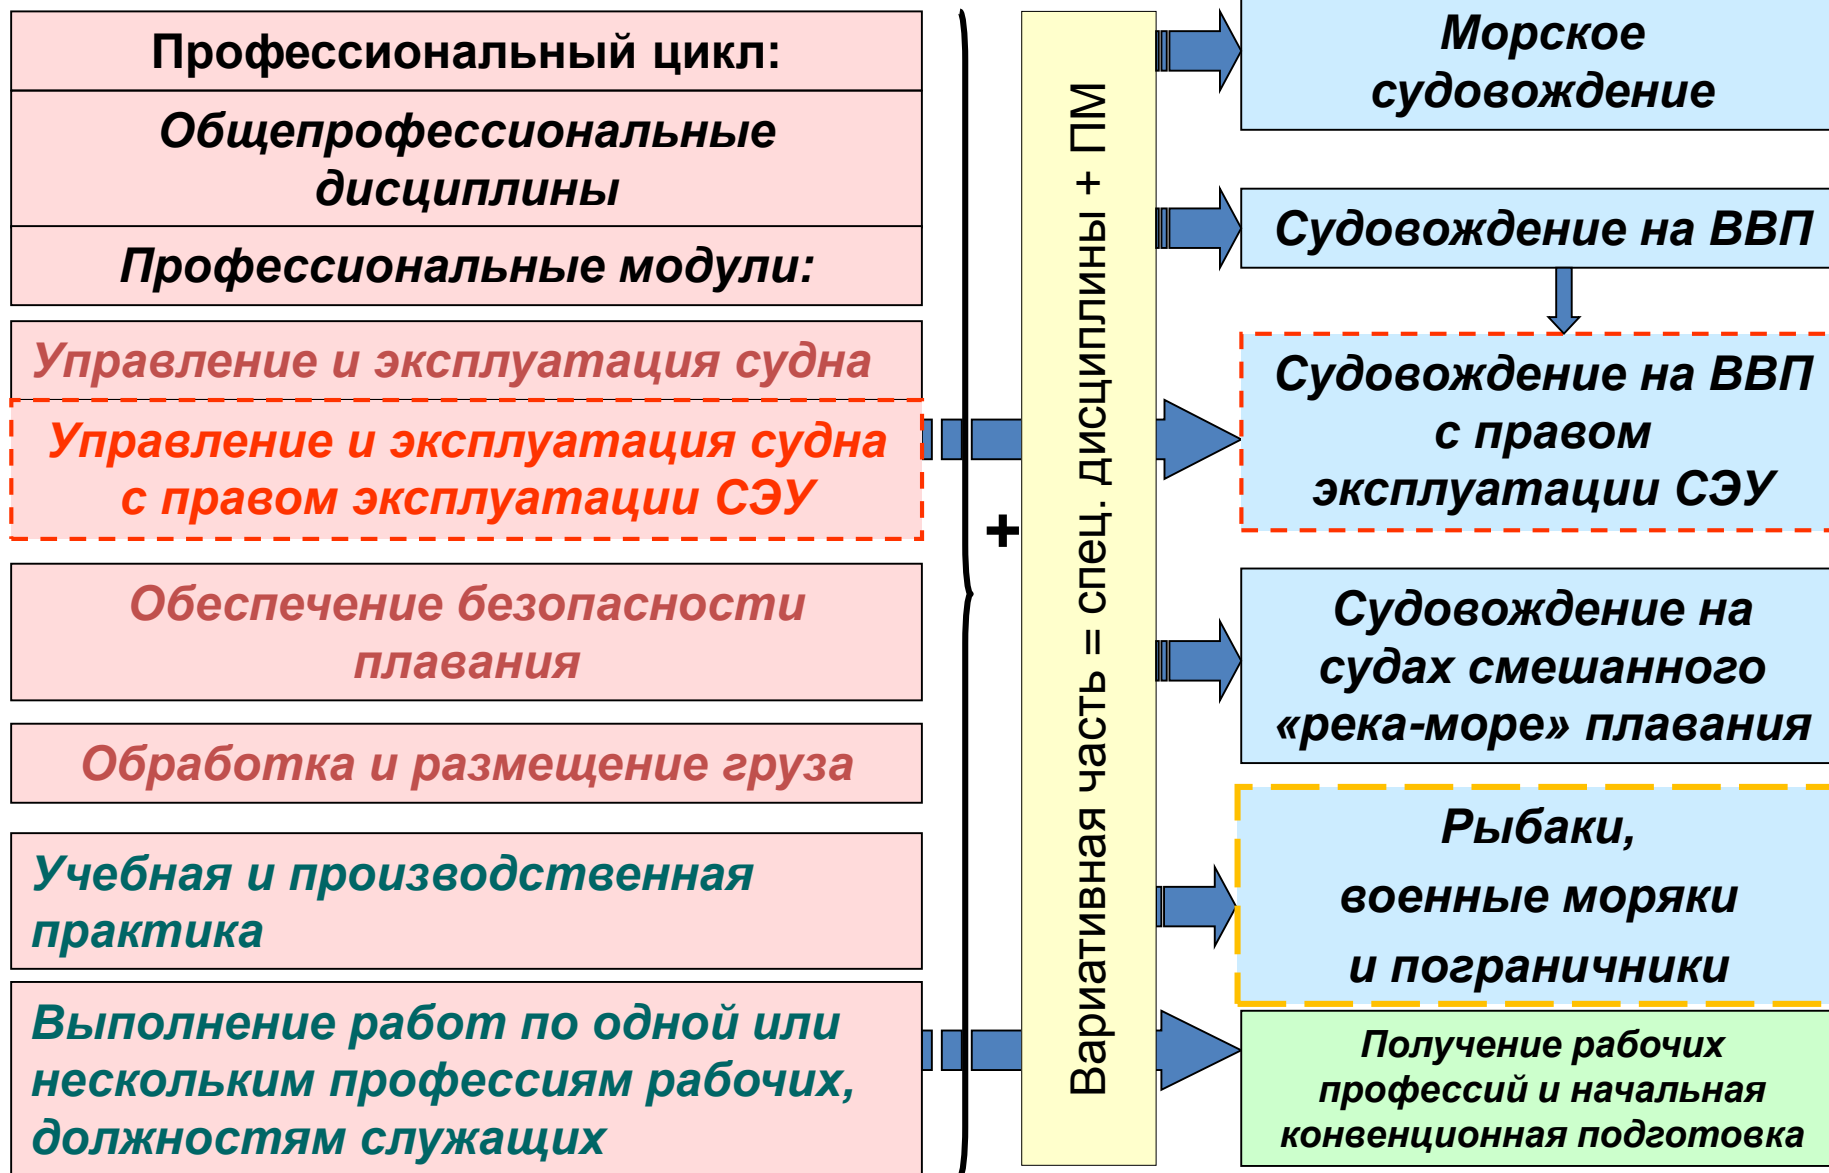 Профессиональный цикл:
Общепрофессиональные
дисциплины
Профессиональные модули:
Управление и эксплуатация судна
Управление и эксплуатация судна
с правом эксплуатации СЭУ
Обеспечение безопасности
плавания
Обработка и размещение груза
Учебная и производственная
практика
Выполнение работ по одной или
нескольким профессиям рабочих,
должностям служащих
+
Вариативная часть = спец. дисциплины + ПМ
Морское
судовождение
Судовождение на ВВП
Судовождение на ВВП
с правом
эксплуатации СЭУ
Судовождение на
судах смешанного
«река-море» плавания
Рыбаки,
военные моряки
и пограничники
Получение рабочих
профессий и начальная
конвенционная подготовка